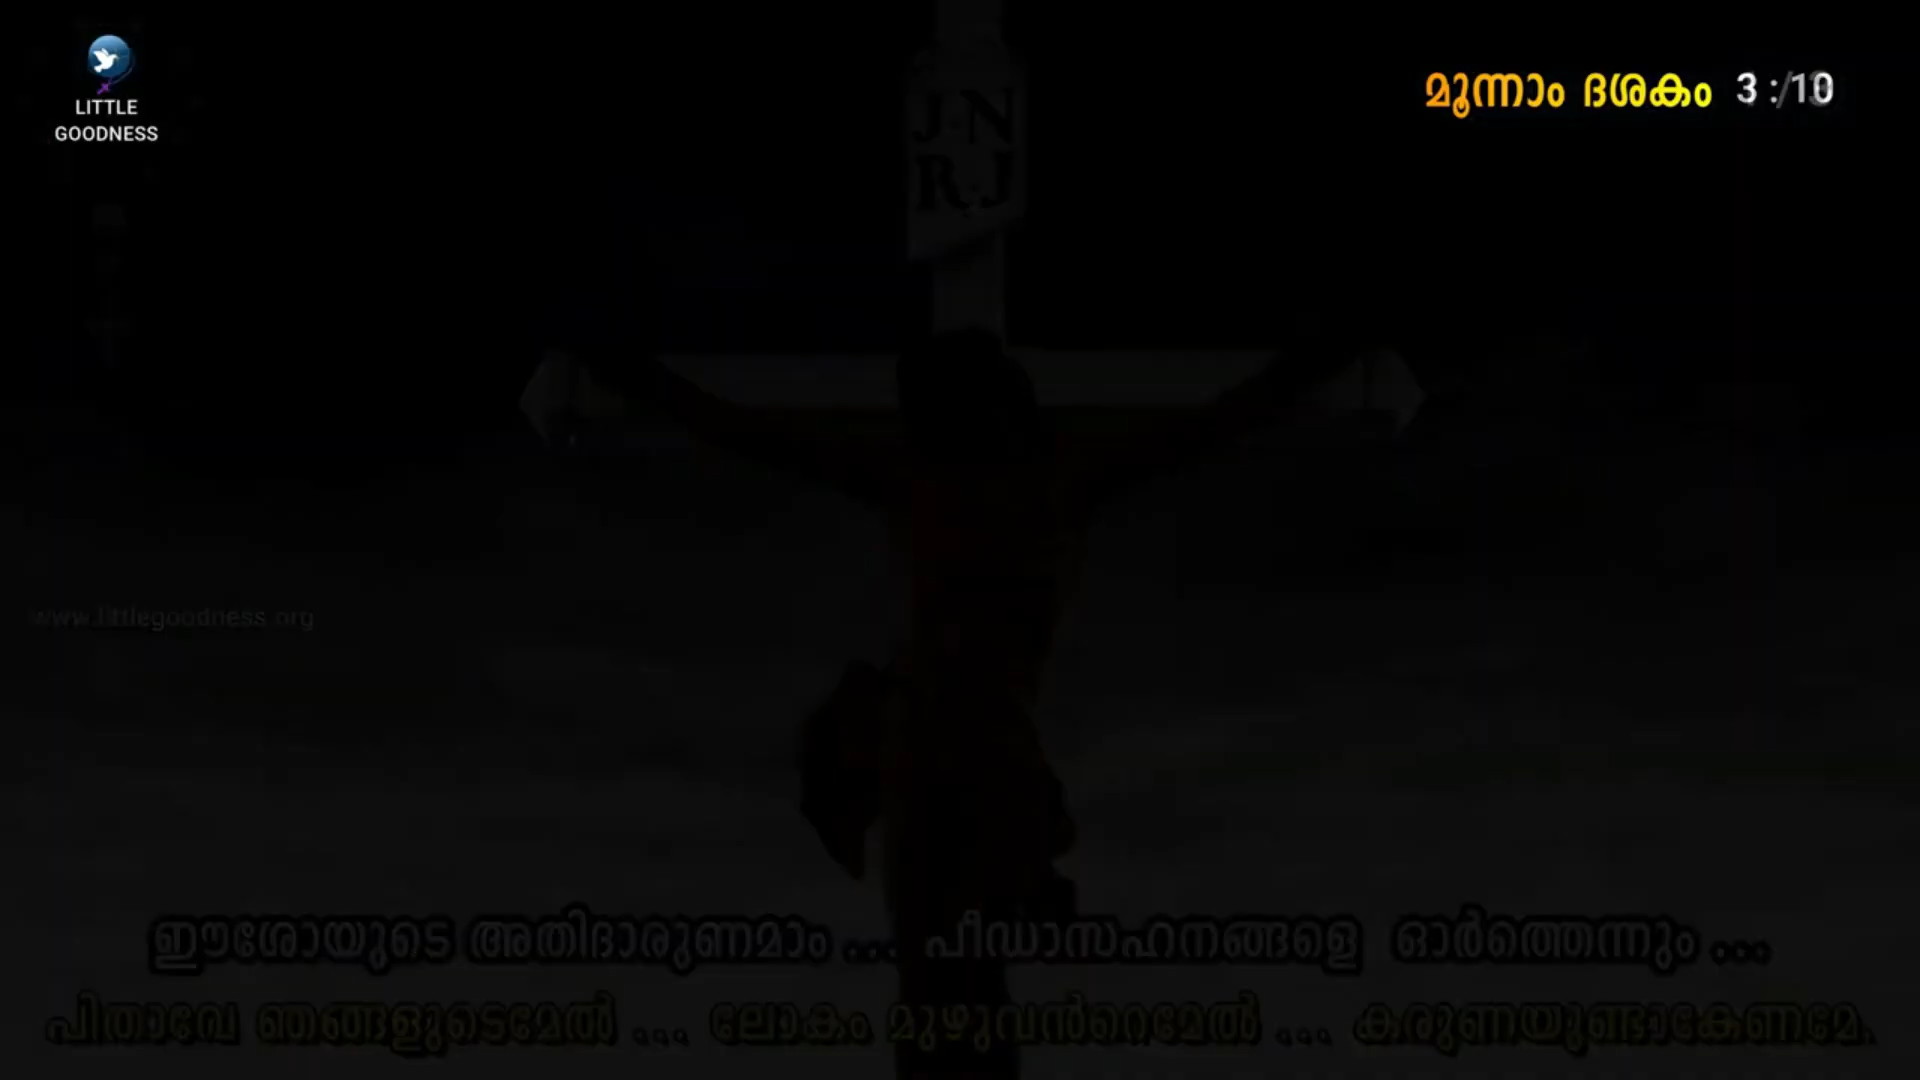 LITTLE
GOODNESS
മൂന്നാം ദശകം 3 :/10
J N
R J
www.littlegoodness.org
ഈശോയുടെ അതിദാരുണമാം ... പീഡാസഹനങ്ങളെ ഓർത്തെന്നും ...
പിതാവേ ഞങ്ങളുടെമേൽ ... ലോകം മുഴുവൻറെമേൽ ... കരുണയുണ്ടാകേണമേ.